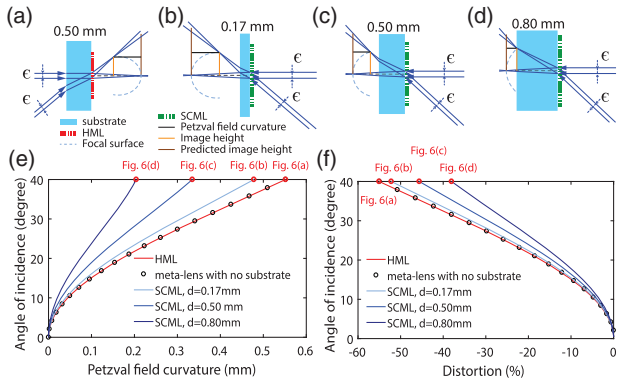 (a) (b) (c) (d)
0.50 mm 0.17 mm 0.50 mm 0.80 mm
ϵ ϵ ϵ ϵ
ϵ ϵ ϵ ϵ
substrate
HML
Focal surface
SCML
Petzval field curvature
Image height
Predicted image height
(e)
Fig. 6(d) Fig. 6(c) Fig. 6(b) Fig. 6(a)
Angle of incidence (degree)
40
30
20
10
0
HML
meta-lens with no substrate
SCML, d=0.17mm
SCML, d=0.50 mm
SCML, d=0.80mm
0 0.1 0.2 0.3 0.4 0.5 0.6
Petzval field curvature (mm)
(f)
Fig. 6(c)
Fig. 6(b) Fig. 6(d)
Fig. 6(a)
Angle of incidence (degree)
40
30
20
10
0
HML
meta-lens with no substrate
SCML, d=0.17mm
SCML, d=0.50mm
SCML, d=0.80mm
-60 -50 -40 -30 -20 -10 0
Distortion (%)